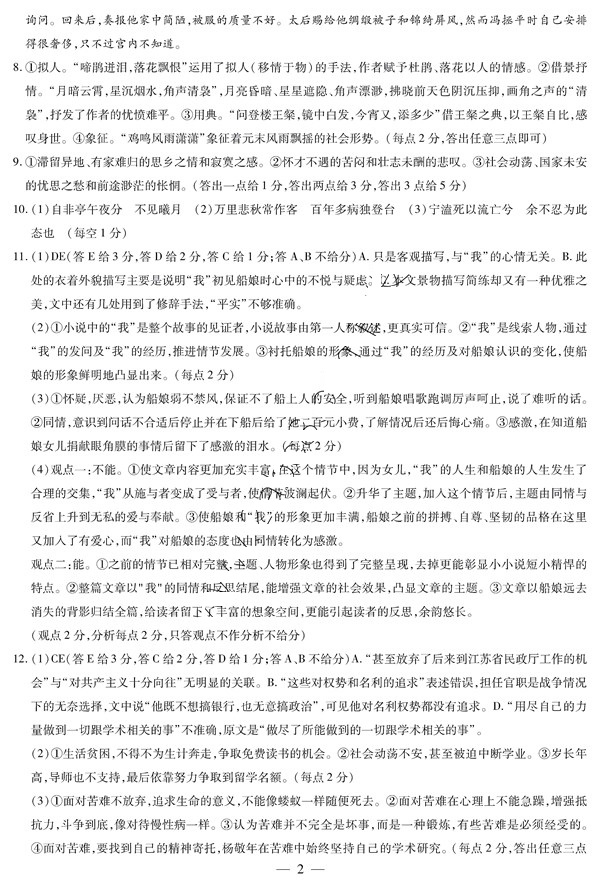 询问。回来后,奏报他家中简陋,被服的质量不好。太后赐给他绸缎被子和锦绮屏风,然而冯拯平时自己安排
得很奢侈,只不过宫内不知道。
8.①拟人。“啼鹃迸泪,落花飘恨”运用了拟人(移情于物)的手法,作者赋予杜鹃、落花以人的情感。②借景抒
情。“月暗云霄,星沉烟水,角声清袅”,月亮昏暗、星星遮隐、角声漂渺,拂晓前天色阴沉压抑,画角之声的“清
袅”,抒发了作者的忧愤难平。③用典。“问登楼王粲,镜中白发,今宵又,添多少”借王粲之典,以王粲自比,感
叹身世。④象征。“鸡鸣风雨潇潇”象征着元末风雨飘摇的社会形势。(每点2分,答出任意三点即可)
9.①滞留异地、有家难归的思乡之情和寂寞之感。②怀才不遇的苦闷和壮志未酬的悲叹。③社会动荡、国家未安
的忧思之愁和前途渺茫的怅惘。(答出一点给1分,答出两点给3分,答出3点给5分)
10.(1)自非亭午夜分 不见曦月 (2)万里悲秋常作客 百年多病独登台 (3)宁溘死以流亡兮 余不忍为此
态也 (每空1分)
11.(1)DE(答E给3分,答D给2分,答C给1分;答A、B不给分)A.只是客观描写,与“我”的心情无关。B.此
处的衣着外貌描写主要是说明“我”初见船娘时心中的不悦与疑虑。 文景物描写简练却又有一种优雅之
美,文中还有几处用到了修辞手法,“平实”不够准确。
(2)①小说中的“我”是整个故事的见证者,小说故事由第一人称叙述,更真实可信。②“我”是线索人物,通过
“我”的发问及“我”的经历,推进情节发展。③衬托船娘的形象,通过“我”的经历及对船娘认识的变化,使船
娘的形象鲜明地凸显出来。(每点2分)
(3)①怀疑,厌恶,认为船娘弱不禁风,保证不了船上人的安全,听到船娘唱歌跑调厉声呵止,说了难听的话。
②同情,意识到问话不合适后停止并在下船后给了她二百元小费,了解情况后还后悔心痛。③感激,在知道船
娘女儿捐献眼角膜的事情后留下了感激的泪水。(每点2分)
(4)观点一:不能。①使文章内容更加充实丰富,在这个情节中,因为女儿,“我”的人生和船娘的人生发生了
合理的交集,“我”从施与者变成了受与者,使情节波澜起伏。②升华了主题,加入这个情节后,主题由同情与
反省上升到无私的爱与奉献。③使船娘和“我”的形象更加丰满,船娘之前的拼搏、自尊、坚韧的品格在这里
又加入了有爱心,而“我”对船娘的态度也由同情转化为感激。
观点二:能。①之前的情节已相对完整,主题、人物形象也得到了完整呈现,去掉更能彰显小小说短小精悍的
特点。②整篇文章以"我"的同情和反思结尾,能增强文章的社会效果,凸显文章的主题。③文章以船娘远去
消失的背影归结全篇,给读者留下了丰富的想象空间,更能引起读者的反思,余韵悠长。
(观点2分,分析每点2分,只答观点不作分析不给分)
12.(1)CE(答E给3分,答C给2分,答D给1分;答A、B不给分)A.“甚至放弃了后来到江苏省民政厅工作的机
会”与“对共产主义十分向往”无明显的关联。B.“这些对权势和名利的追求”表述错误,担任官职是战争情况
下的无奈选择,文中说“他既不想搞银行,也无意搞政治”,可见他对名利权势都没有追求。D.“用尽自己的力
量做到一切跟学术相关的事”不准确,原文是“做尽了所能做到的一切跟学术相关的事”。
(2)①生活贫困,不得不为生计奔走,争取免费读书的机会。②社会动荡不安,甚至被迫中断学业。③岁长年
高,导师也不支持,最后依靠努力争取到留学名额。(每点2分)
(3)①面对苦难不放弃,追求生命的意义,不能像蝼蚁一样随便死去。②面对苦难在心理上不能急躁,增强抵
抗力,斗争到底,像对待慢性病一样。③认为苦难并不完全是坏事,而是一种锻炼,有些苦难是必须经受的。
④面对苦难,要找到自己的精神寄托,杨敬年在苦难中始终坚持自己的学术研究。(每点2分,答出任意三点
— 2 —